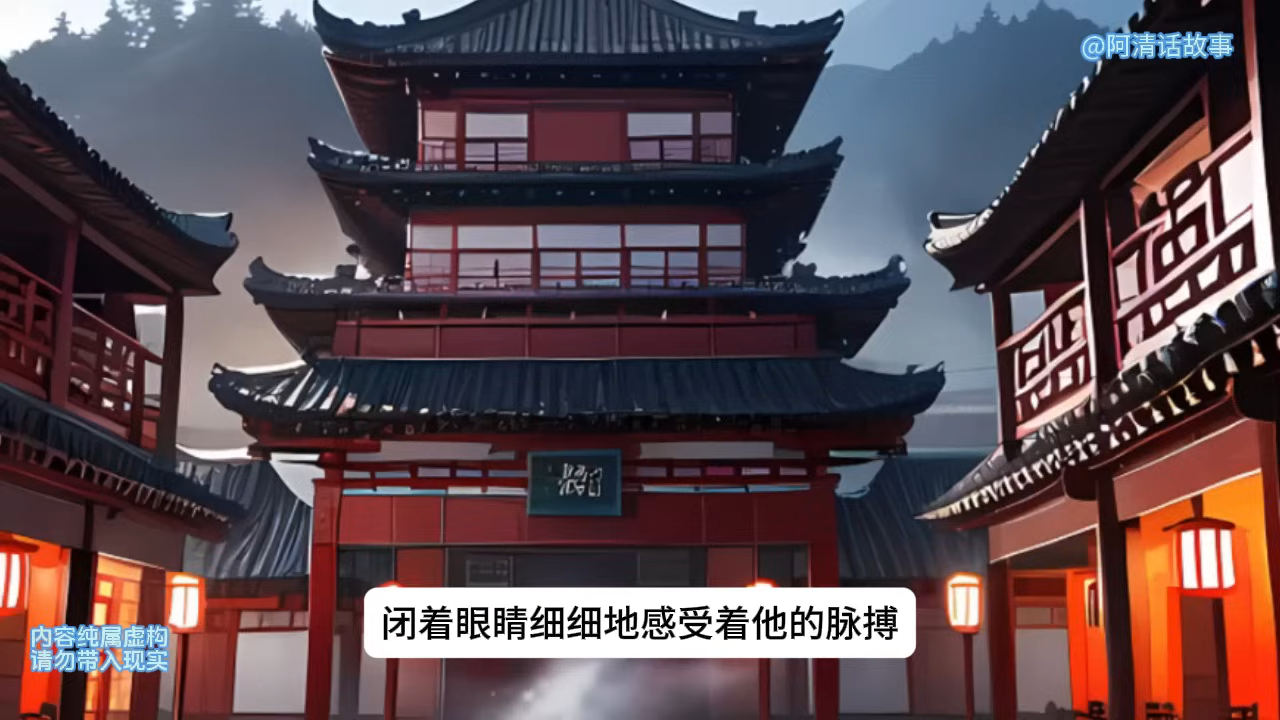 @阿清话故事
闭着眼睛细细地感受着他的脉搏
内容纯属虚构
请勿带入现实